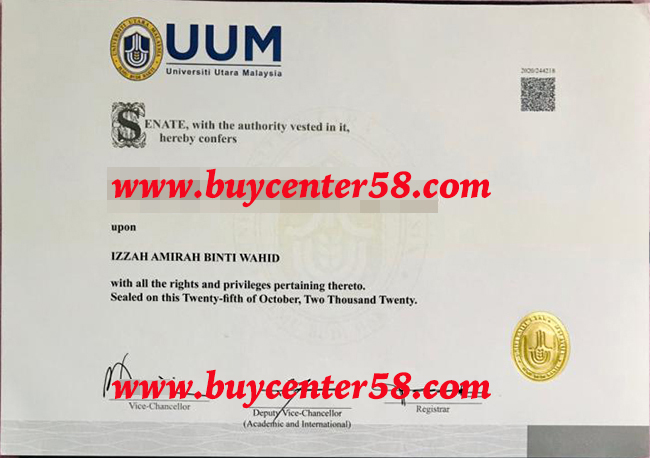 UUM
Universiti Utara Malaysia
2020/244218
SENATE, with the authority vested in it,
hereby confers
www.buycenter58.com
upon
IZZAH AMIRAH BINTI WAHID
with all the rights and privileges pertaining thereto.
Sealed on this Twenty-fifth of October, Two Thousand Twenty.
www.buycenter58.com
Vice-Chancellor
Deputy Vice-Chancellor
(Academic and International)
Registrar